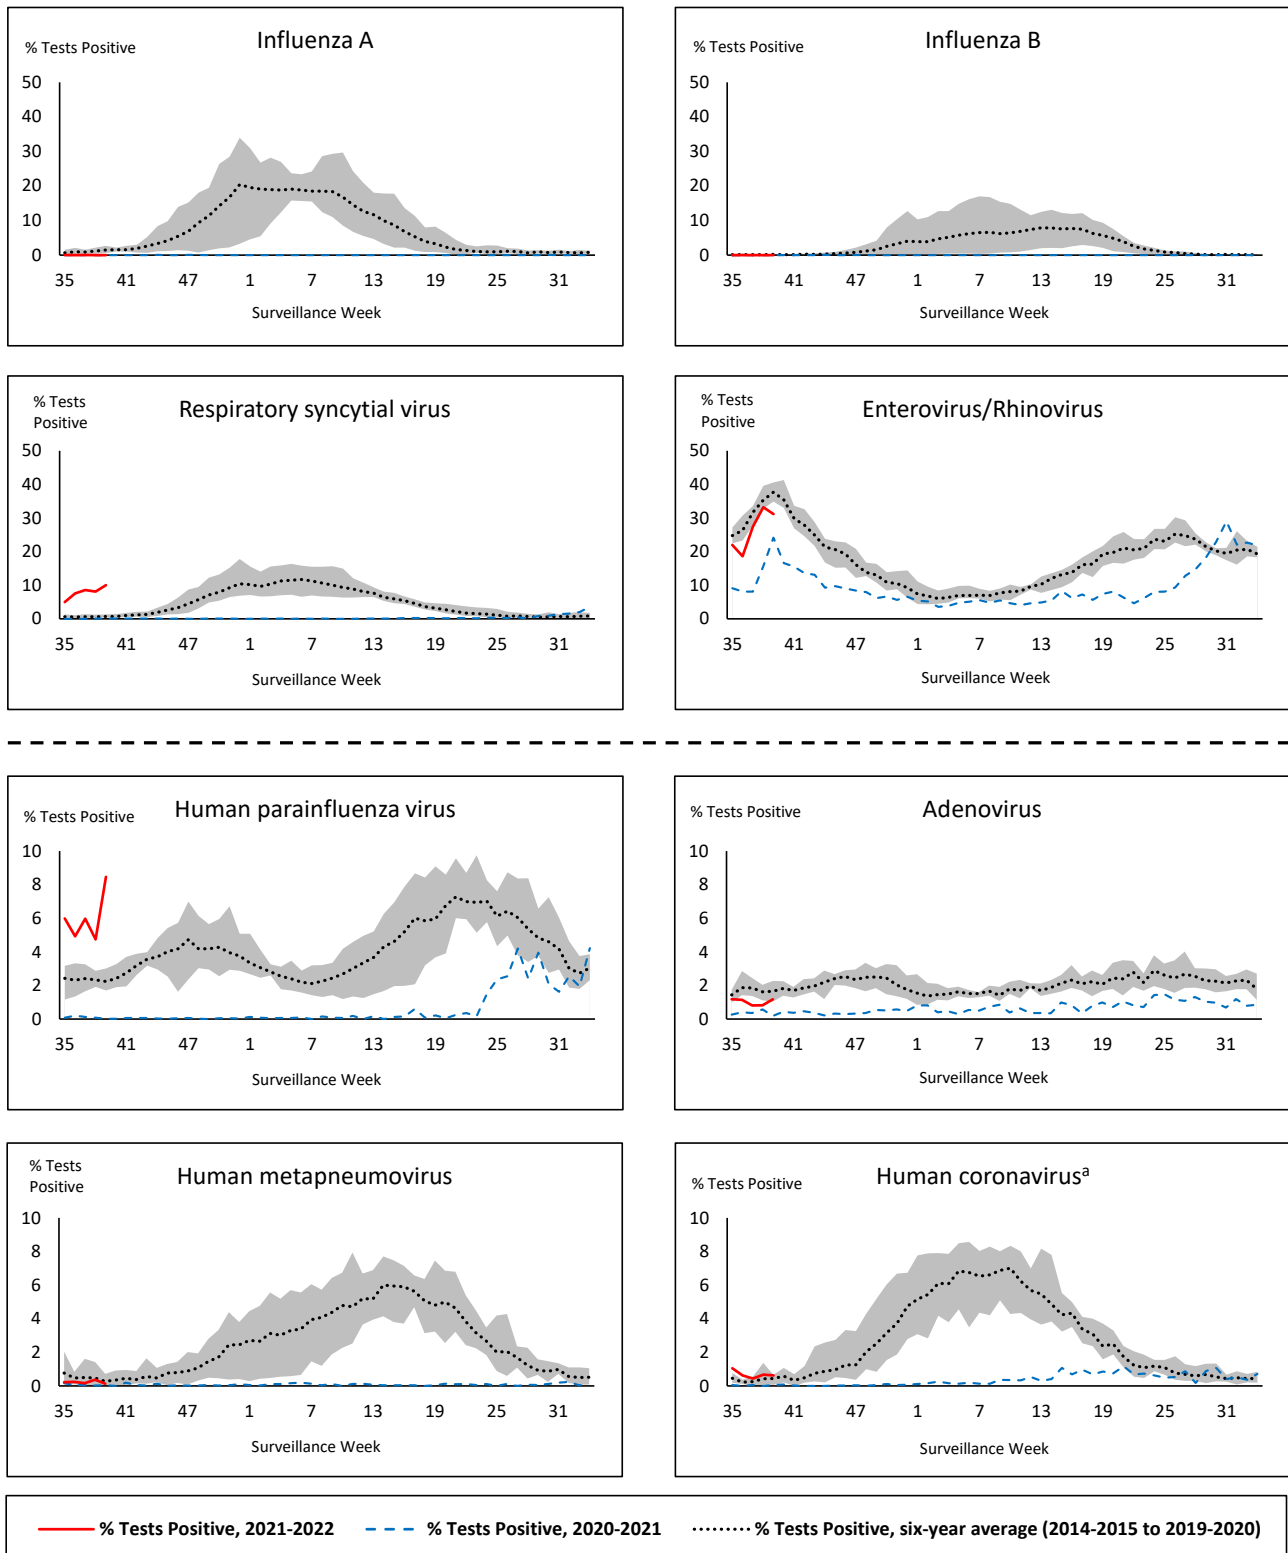 Influenza A
% Tests Positive
50
40
30
20
10
0
35 41 47 1 7 13 19 25 31
Surveillance Week
Influenza B
% Tests Positive
50
40
30
20
10
0
35 41 47 1 7 13 19 25 31
Surveillance Week
Respiratory syncytial virus
% Tests
Positive
50
40
30
20
10
0
35 41 47 1 7 13 19 25 31
Surveillance Week
Enterovirus/Rhinovirus
% Tests
Positive
50
40
30
20
10
0
35 41 47 1 7 13 19 25 31
Surveillance Week
Human parainfluenza virus
% Tests Positive
10
8
6
4
2
0
35 41 47 1 7 13 19 25 31
Surveillance Week
Adenovirus
% Tests Positive
10
8
6
4
2
0
35 41 47 1 7 13 19 25 31
Surveillance Week
Human metapneumovirus
% Tests
Positive
10
8
6
4
2
0
35 41 47 1 7 13 19 25 31
Surveillance Week
Human coronavirusᵃ
% Tests Positive
10
8
6
4
2
0
35 41 47 1 7 13 19 25 31
Surveillance Week
% Tests Positive, 2021-2022 % Tests Positive, 2020-2021 % Tests Positive, six-year average (2014-2015 to 2019-2020)